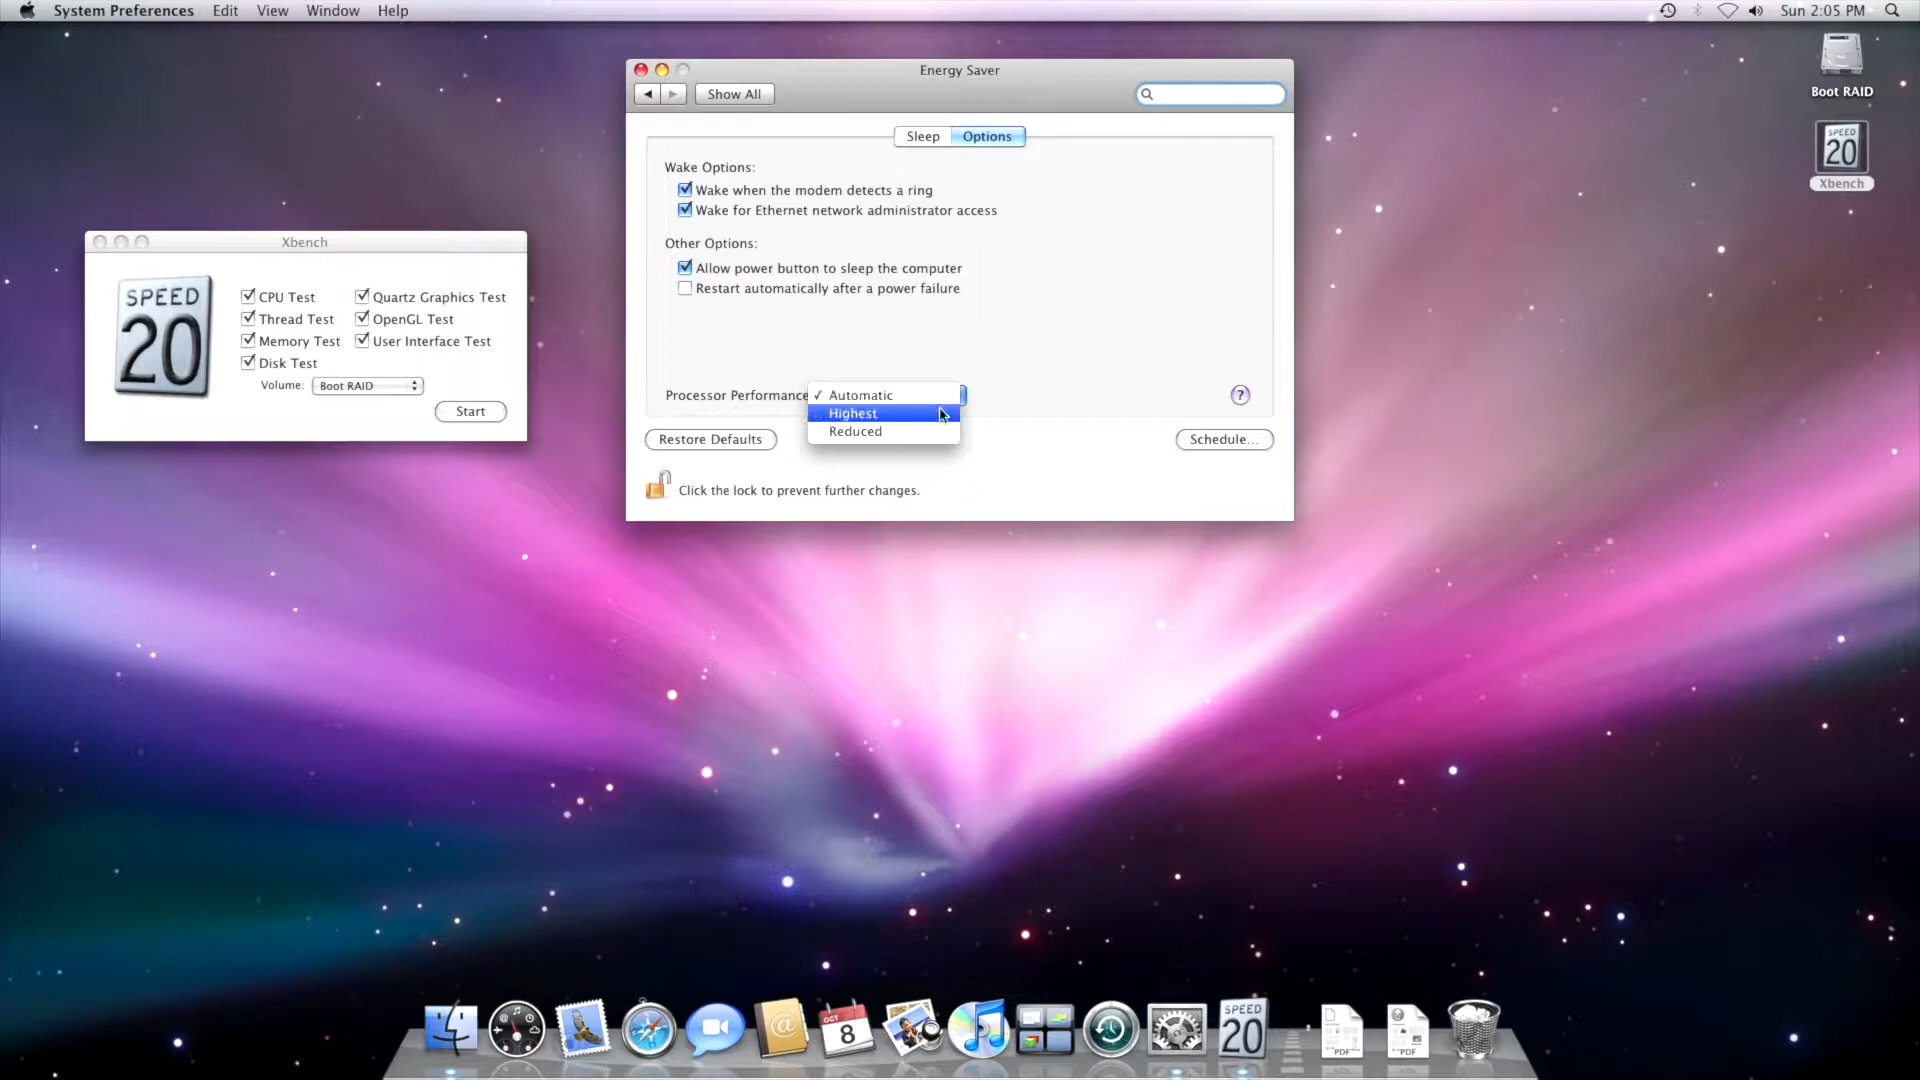 System Preferences Edit View Window Help
Sun 2:05 PM
Energy Saver
Show All
Boot RAID
SPEED
20
Xbench
Sleep Options
Wake Options:
Wake when the modem detects a ring
Wake for Ethernet network administrator access
Other Options:
Allow power button to sleep the computer
Restart automatically after a power failure
Processor Performance
✓ Automatic
Highest
Reduced
?
Restore Defaults
Schedule...
Click the lock to prevent further changes.
Xbench
SPEED
20
CPU Test
Quartz Graphics Test
Thread Test
OpenGL Test
Memory Test
User Interface Test
Disk Test
Volume: Boot RAID
Start
@
OCT
8
SPEED
20
PDF
PDF